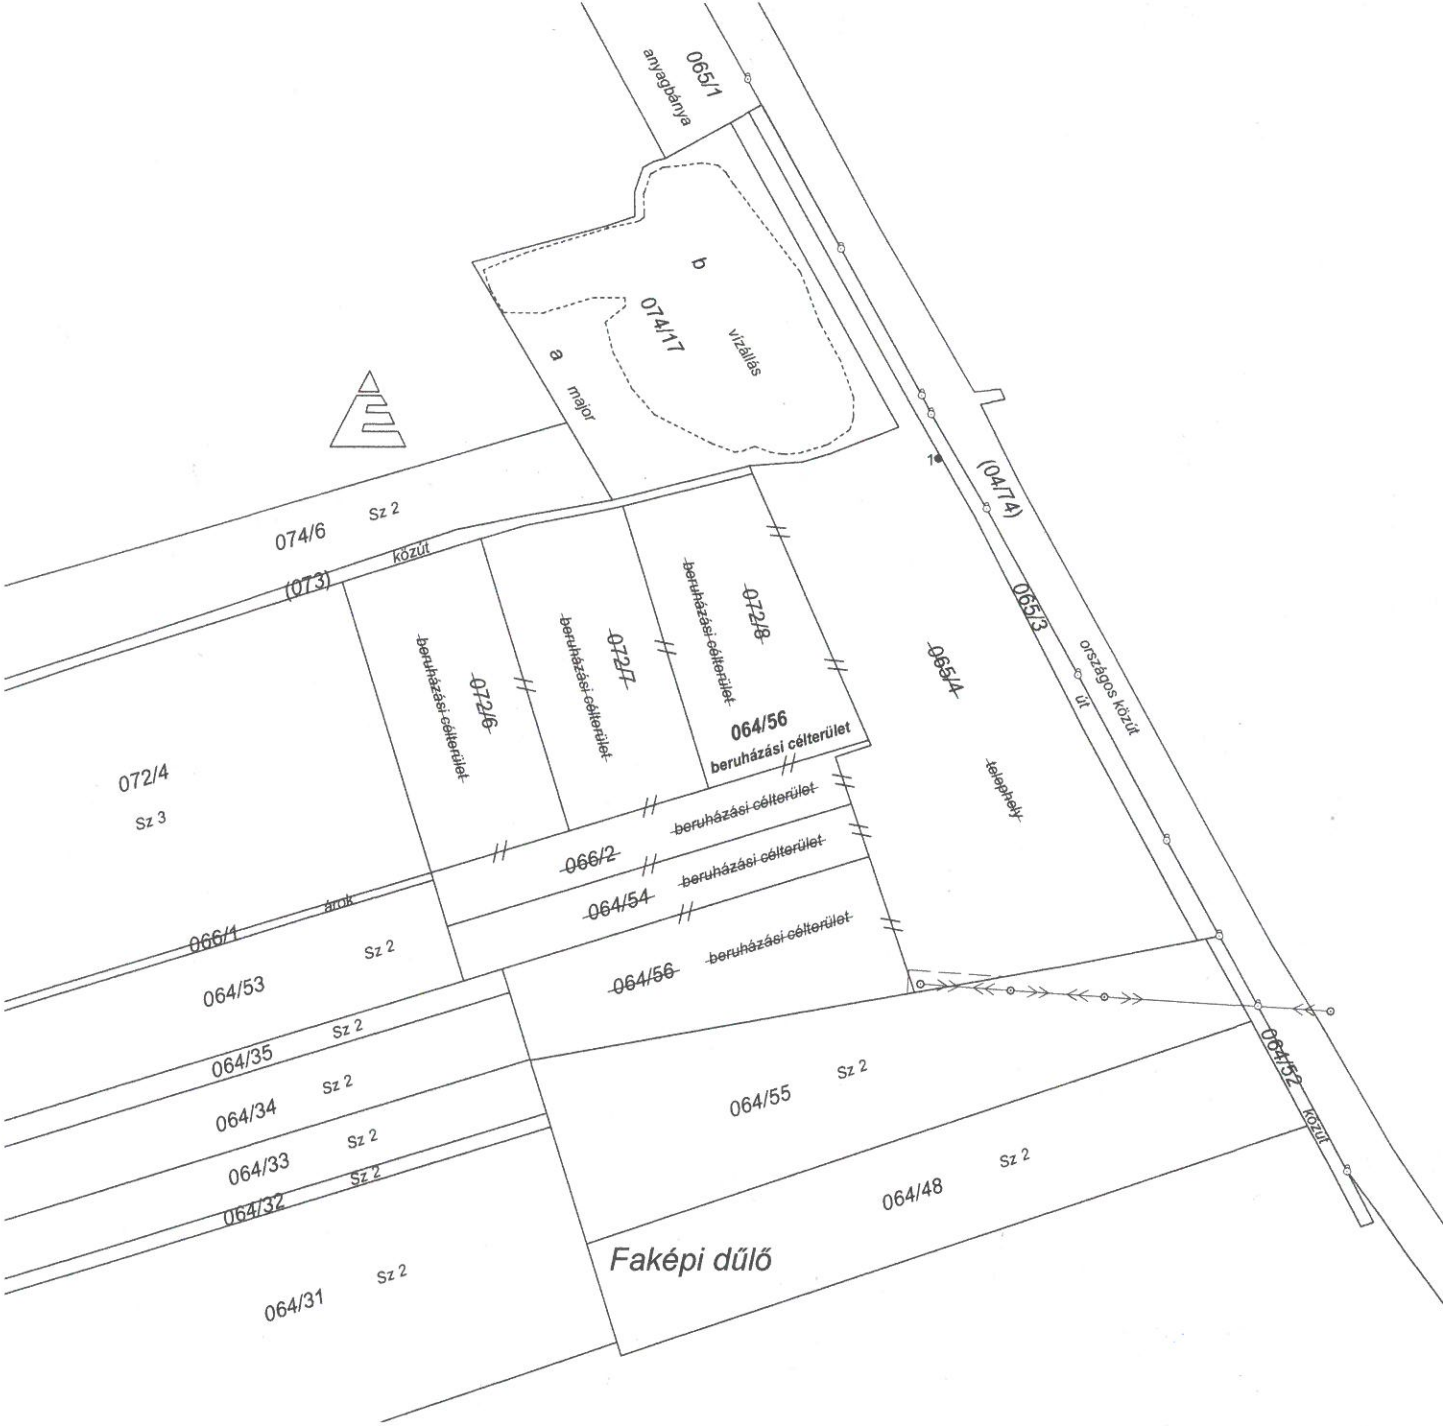 065/1
anyagbánya
b
074/17
vízállás
a
major
É
074/6
Sz 2
(073)
közút
1
(04/74)
065/3
országos közút
út
072/6
beruházási célterület
072/7
beruházási célterület
072/8
beruházási célterület
064/56
beruházási célterület
065/4
telephely
072/4
Sz 3
066/2
beruházási célterület
064/54
beruházási célterület
064/56
beruházási célterület
árok
066/1
064/53
Sz 2
064/35
Sz 2
064/34
Sz 2
064/33
Sz 2
064/32
Sz 2
064/31
Sz 2
064/55
Sz 2
064/48
Sz 2
064/52
közút
Faképi dűlő